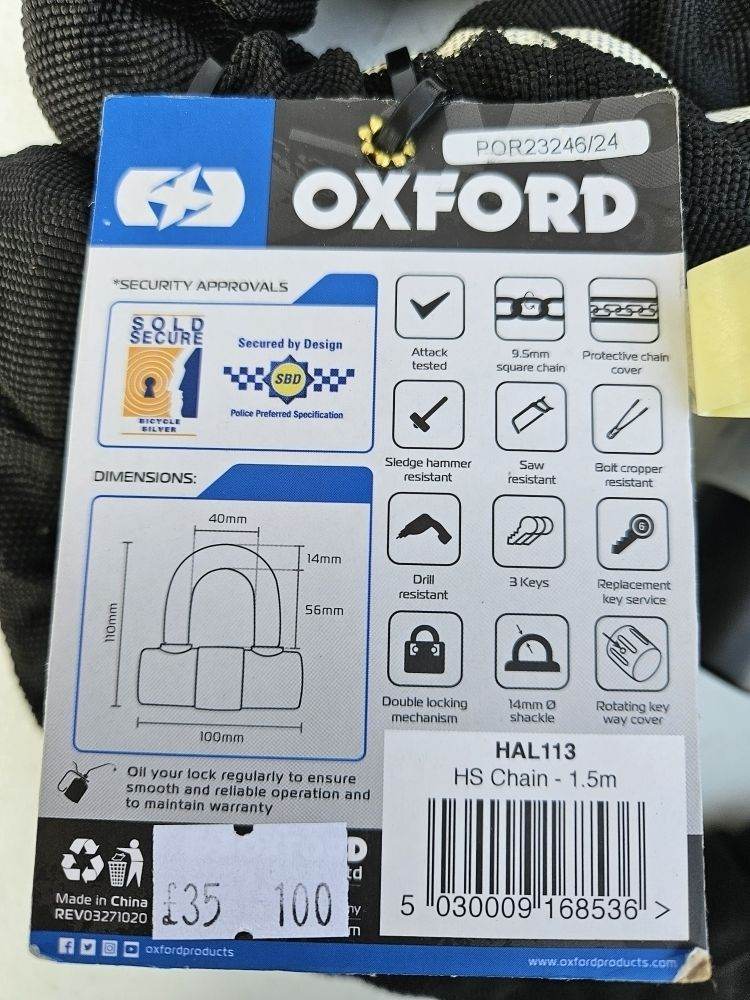 POR23246/24
OXFORD
*SECURITY APPROVALS
SOLD
SECURE
BICYCLE
SILVER
Secured by Design
SBD
Police Preferred Specification
Attack
tested
9.5mm
square chain
Protective chain
cover
Sledge hammer
resistant
Saw
resistant
Bolt cropper
resistant
Drill
resistant
3 Keys
Replacement
key service
Double locking
mechanism
14mm Ø
shackle
Rotating key
way cover
DIMENSIONS:
40mm
14mm
56mm
110mm
100mm
Oil your lock regularly to ensure
smooth and reliable operation and
to maintain warranty
HAL113
HS Chain - 1.5m
5 030009 168536 >
£35 100
Made in China
REV03271020
oxfordproducts
www.oxfordproducts.com